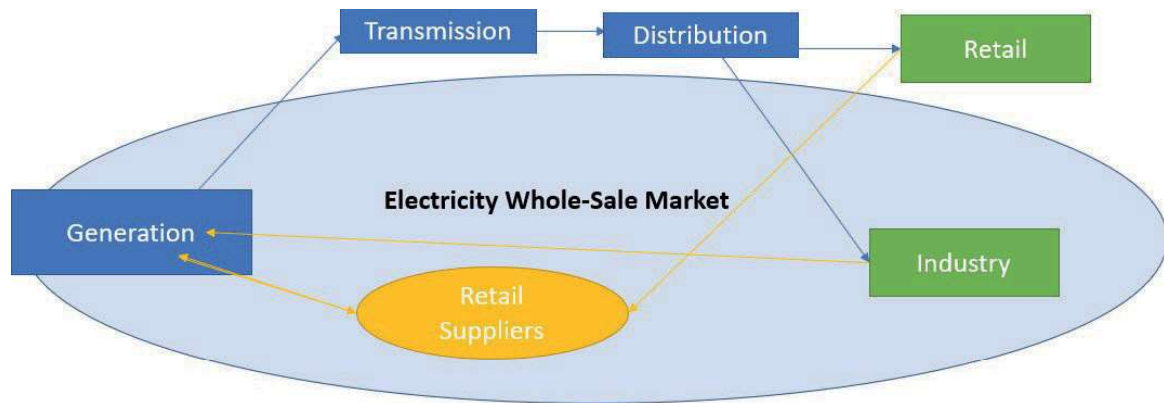 Transmission
Distribution
Retail
Electricity Whole-Sale Market
Generation
Industry
Retail
Suppliers